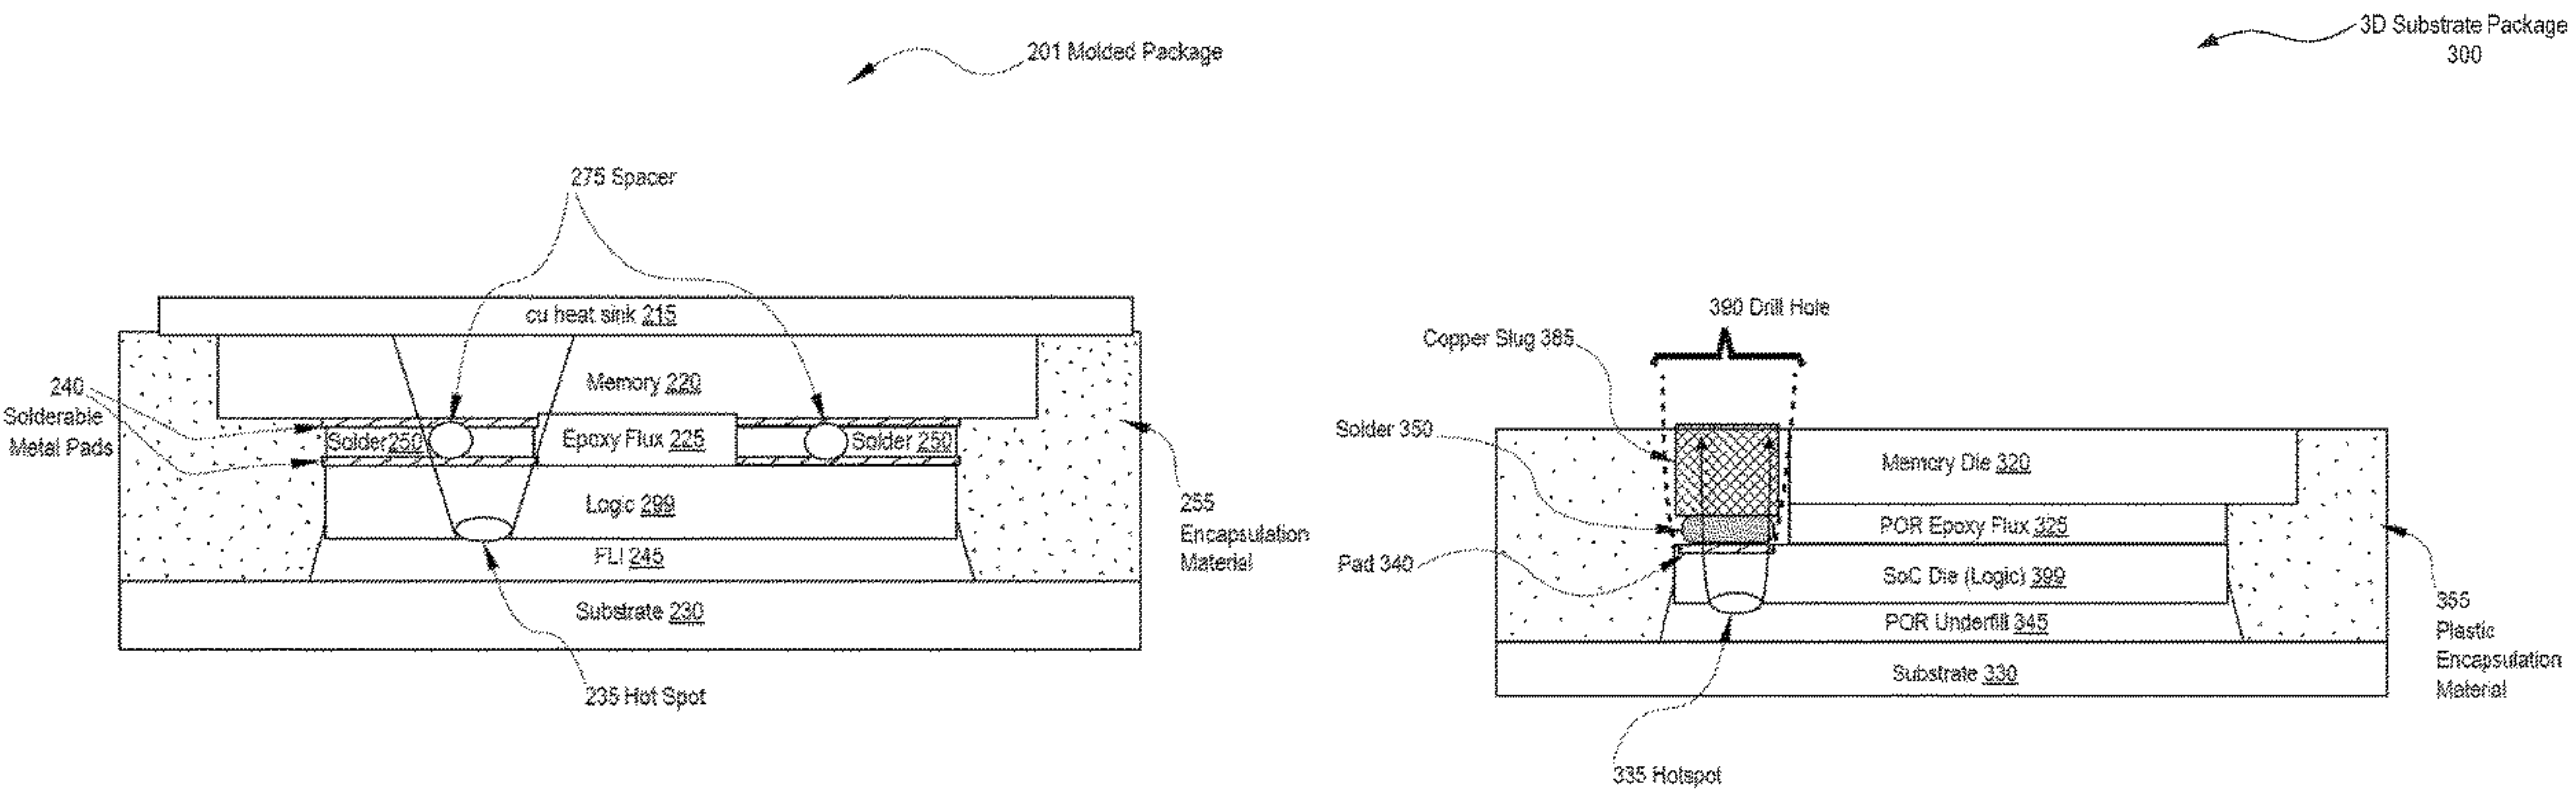 201 Molded Package
275 Spacer
cu heat sink 215
Memory 220
240
Solderable
Metal Pads
Solder250
Epoxy Flux 225
Solder 250
Logic 299
FLI 245
255
Encapsulation
Material
Substrate 230
235 Hot Spot
3D Substrate Package
300
390 Drill Hole
Copper Slug 385
Solder 350
Memory Die 320
POR Epoxy Flux 325
Pad 340
SoC Die (Logic) 399
POR Underfill 345
355
Plastic
Encapsulation
Material
Substrate 330
335 Hotspot